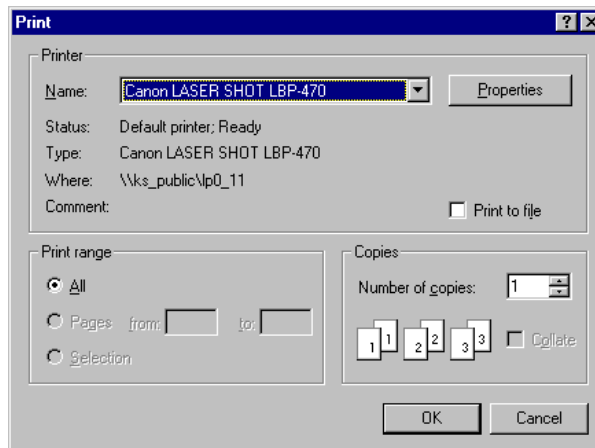 Print
Printer
Name: Canon LASER SHOT LBP-470 Properties
Status: Default printer; Ready
Type: Canon LASER SHOT LBP-470
Where: \\ks_public\lp0_11
Comment: Print to file
Print range
All
Pages from: to:
Selection
Copies
Number of copies: 1
1 1 2 2 3 3 Collate
OK Cancel